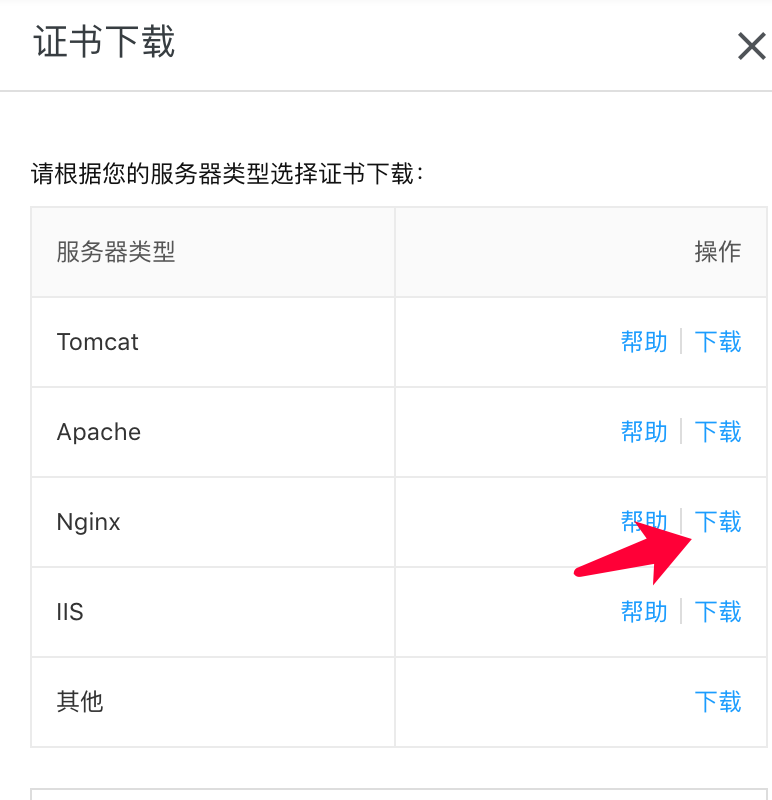 证书下载
请根据您的服务器类型选择证书下载：
服务器类型 操作
Tomcat 帮助 下载
Apache 帮助 下载
Nginx 帮助 下载
IIS 帮助 下载
其他 下载